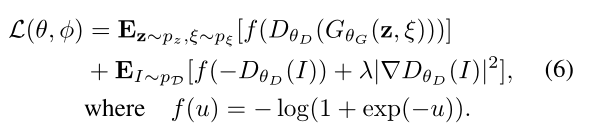 ℒ(θ, ϕ) = E_{z∼p_z, ξ∼p_ξ}[f(D_{θ_D}(G_{θ_G}(z, ξ)))]
+ E_{I∼p_𝒟}[f(−D_{θ_D}(I)) + λ|∇D_{θ_D}(I)|²], (6)
where f(u) = − log(1 + exp(−u)).